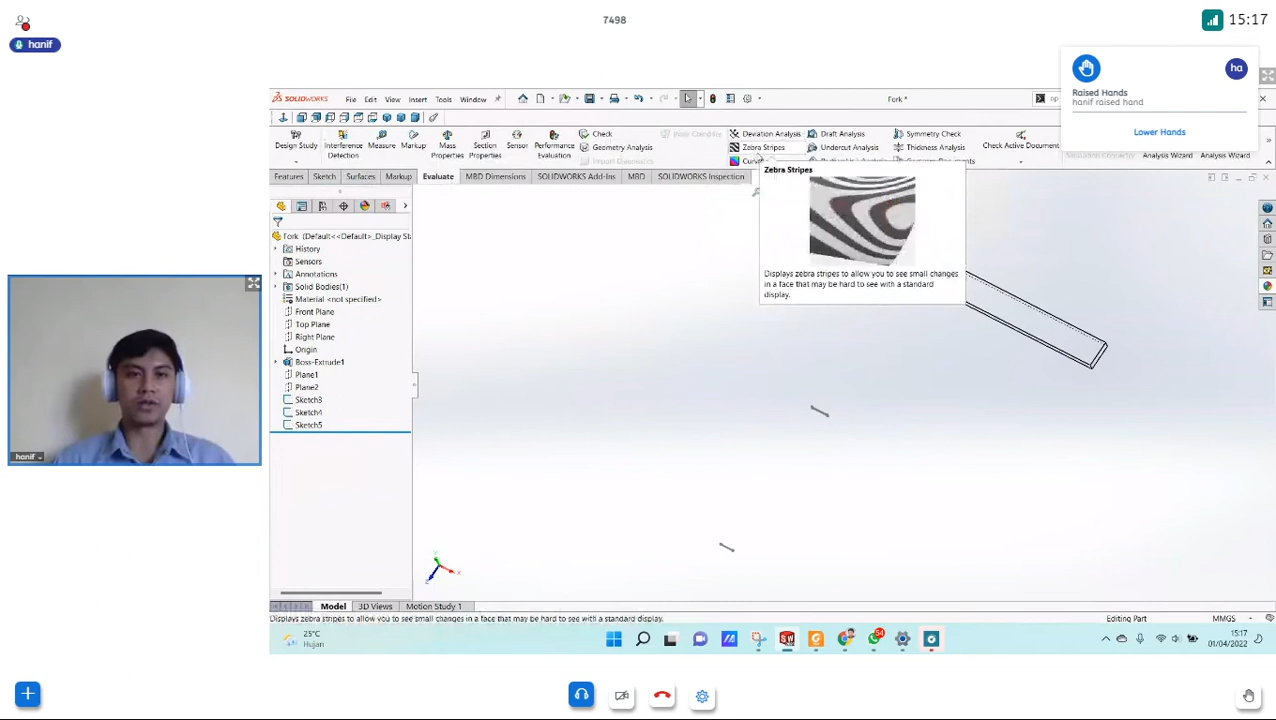 7498
15:17
hanif
ha
Raised Hands
hanif raised hand
Lower Hands
SOLIDWORKS File Edit View Insert Tools Window
Fork *
Design Study
Interference Detection
Measure
Markup
Mass Properties
Section Properties
Sensor
Performance Evaluation
Check
Geometry Analysis
Import Diagnostics
Deviation Analysis
Zebra Stripes
Draft Analysis
Undercut Analysis
Symmetry Check
Thickness Analysis
Check Active Document
Analysis Wizard
Analysis Wizard
Features Sketch Surfaces Markup Evaluate MBD Dimensions SOLIDWORKS Add-Ins MBD SOLIDWORKS Inspection
Zebra Stripes
Displays zebra stripes to allow you to see small changes
in a face that may be hard to see with a standard
display.
Fork (Default<<Default>_Display Sta
History
Sensors
Annotations
Solid Bodies(1)
Material <not specified>
Front Plane
Top Plane
Right Plane
Origin
Boss-Extrude1
Plane1
Plane2
Sketch3
Sketch4
Sketch5
hanif
Model 3D Views Motion Study 1
Displays zebra stripes to allow you to see small changes in a face that may be hard to see with a standard display.
Editing Part
MMGS
25°C
Hujan
54
15:17
01/04/2022